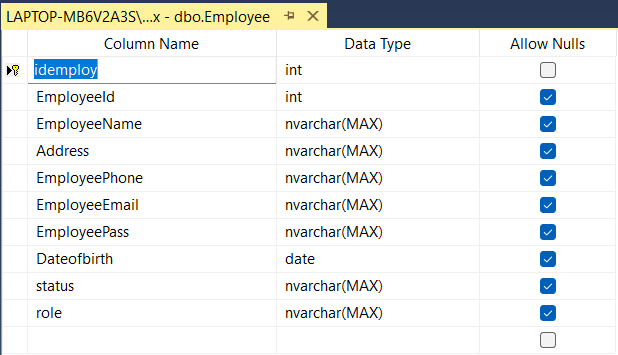 LAPTOP-MB6V2A3S\...x - dbo.Employee
Column Name Data Type Allow Nulls
idemploy int
EmployeeId int
EmployeeName nvarchar(MAX)
Address nvarchar(MAX)
EmployeePhone nvarchar(MAX)
EmployeeEmail nvarchar(MAX)
EmployeePass nvarchar(MAX)
Dateofbirth date
status nvarchar(MAX)
role nvarchar(MAX)